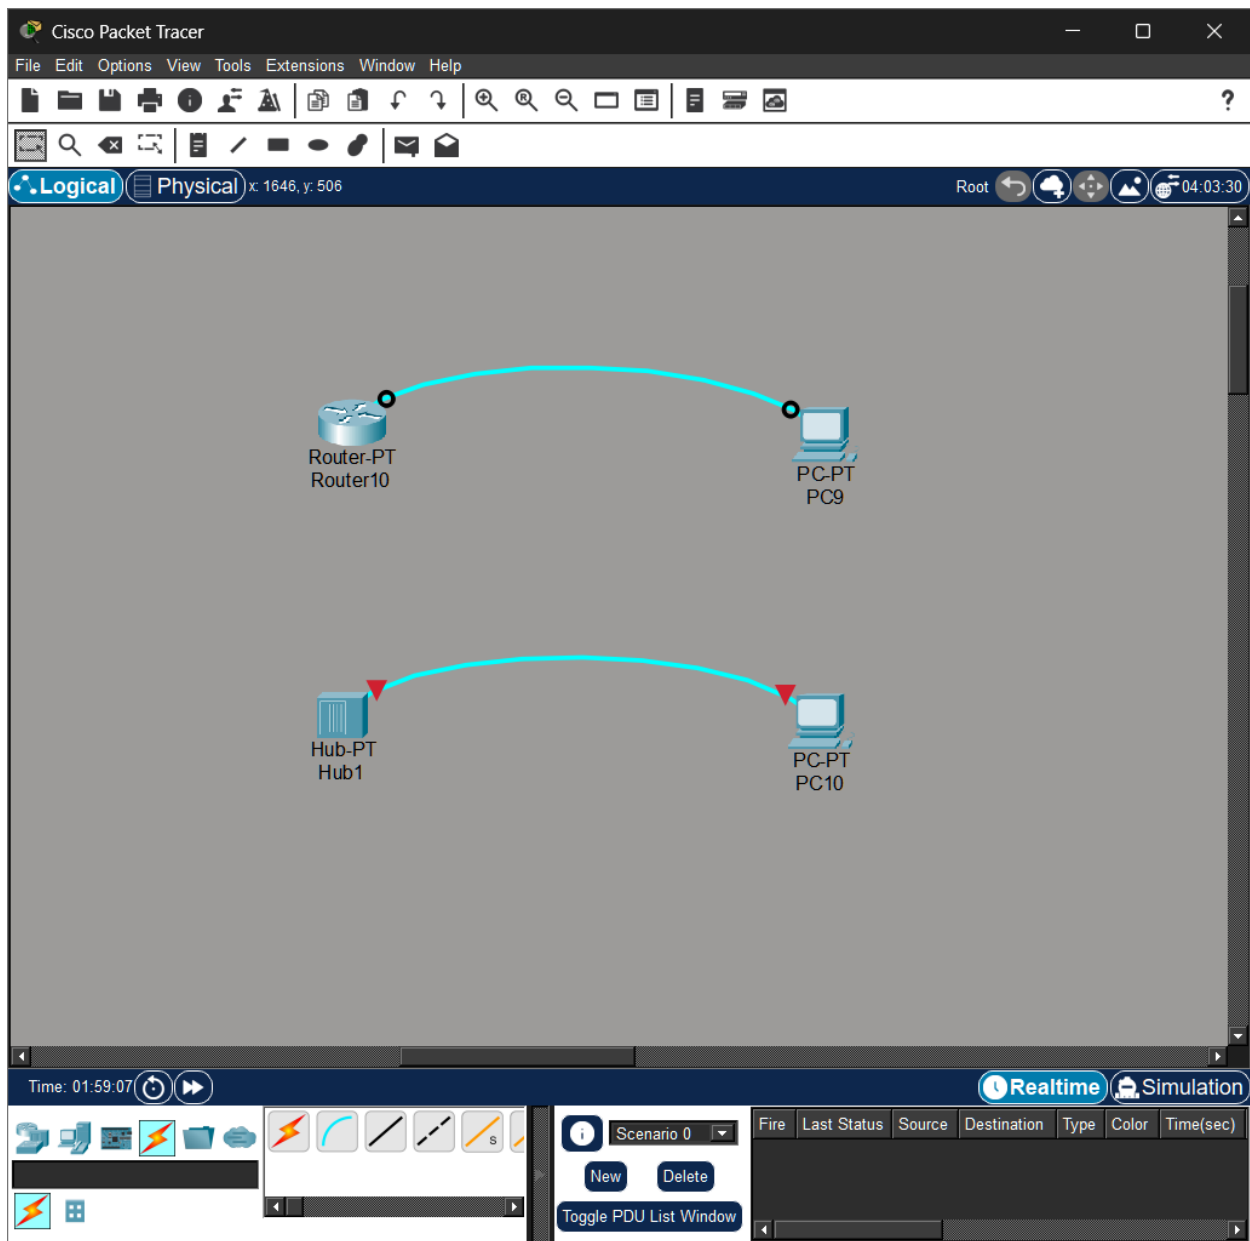 Cisco Packet Tracer
File Edit Options View Tools Extensions Window Help
?
Logical Physical x: 1646, y: 506 Root 04:03:30
Router-PT
Router10
PC-PT
PC9
Hub-PT
Hub1
PC-PT
PC10
Time: 01:59:07 Realtime Simulation
s
Scenario 0
New Delete
Toggle PDU List Window
Fire Last Status Source Destination Type Color Time(sec)